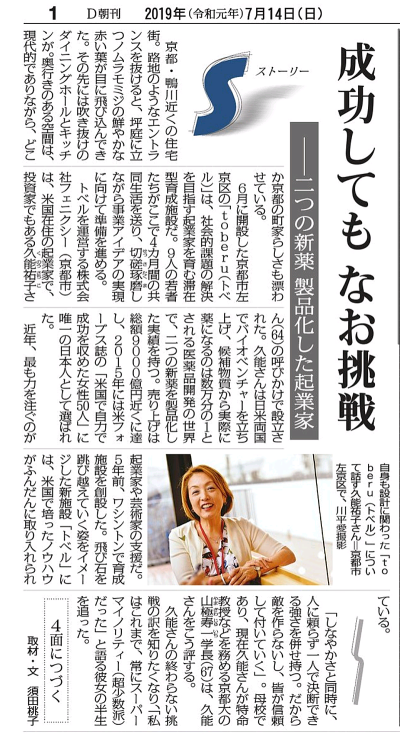 1 D朝刊 2019年(令和元年)7月14日(日)
成功しても なお挑戦
――二つの新薬 製品化した起業家
S ストーリー
京都・鴨川近くの住宅
街。路地のようなエントラ
ンスを抜けると、坪庭に立
つノムラモミジの鮮やかな
赤い葉が目に飛び込んでき
た。その先には吹き抜けの
ダイニングホールとキッチ
ンが。奥行きのある空間は、
現代的でありながら、どこ
か京都の町家らしさも漂わ
せている。
6月に開設した京都市左
京区の「toberu(トベ
ル)」は、社会的課題の解決
を目指す起業家を育む滞在
型育成施設だ。9人の若者
たちがここで4カ月間の共
同生活を送り、切磋琢磨し
ながら事業アイデアの実現
に向けて準備を進める。
トベルを運営する株式会
社フェニクシー(京都市)
は、米国在住の起業家で、
投資家でもある久能祐子さ
ん(64)の呼びかけで設立さ
れた。久能さんは日米両国
でバイオベンチャーを立ち
上げ、候補物質から実際に
薬になるのは数万分の1と
される医薬品開発の世界
で、二つの新薬を製品化し
た実績を持つ。売り上げは
総額9000億円近くに達
し、2015年には米フォ
ーブス誌の「米国で自力で
成功を収めた女性50人」に
唯一の日本人として選ばれ
た。
近年、最も力を注ぐのが
起業家や芸術家の支援だ。
5年前、ワシントンで育成
施設を創設した。飛び石を
跳び越えていく姿をイメー
ジした新施設「トベル」に
は、米国で培ったノウハウ
がふんだんに取り入れられ
ている。
「しなやかさと同時に、
人に頼らず一人で決断でき
る強さを併せ持つ。だから
敵を作らないし、皆が信頼
して付いていく」。母校で
あり、現在久能さんが特命
教授などを務める京都大の
山極寿一学長(67)は、久能
さんをこう評する。
久能さんの終わらない挑
戦の訳を知りたくなり、「私
はこれまで、常にスーパー
マイノリティー(超少数派)
だった」と語る彼女の半生
を追った。
取材・文 須田桃子
4面につづく
自身も設計に関わった「to
beru(トベル)」につい
て話す久能祐子さん=京都市
左京区で、川平愛撮影